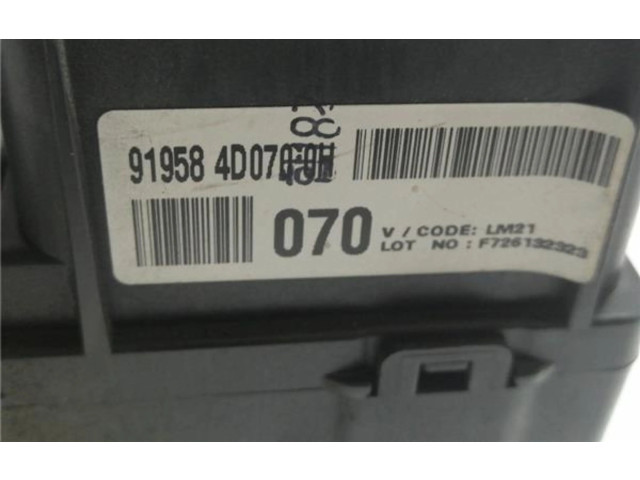 91958 4D070
070
V / CODE: LM21
LOT NO : F726132323